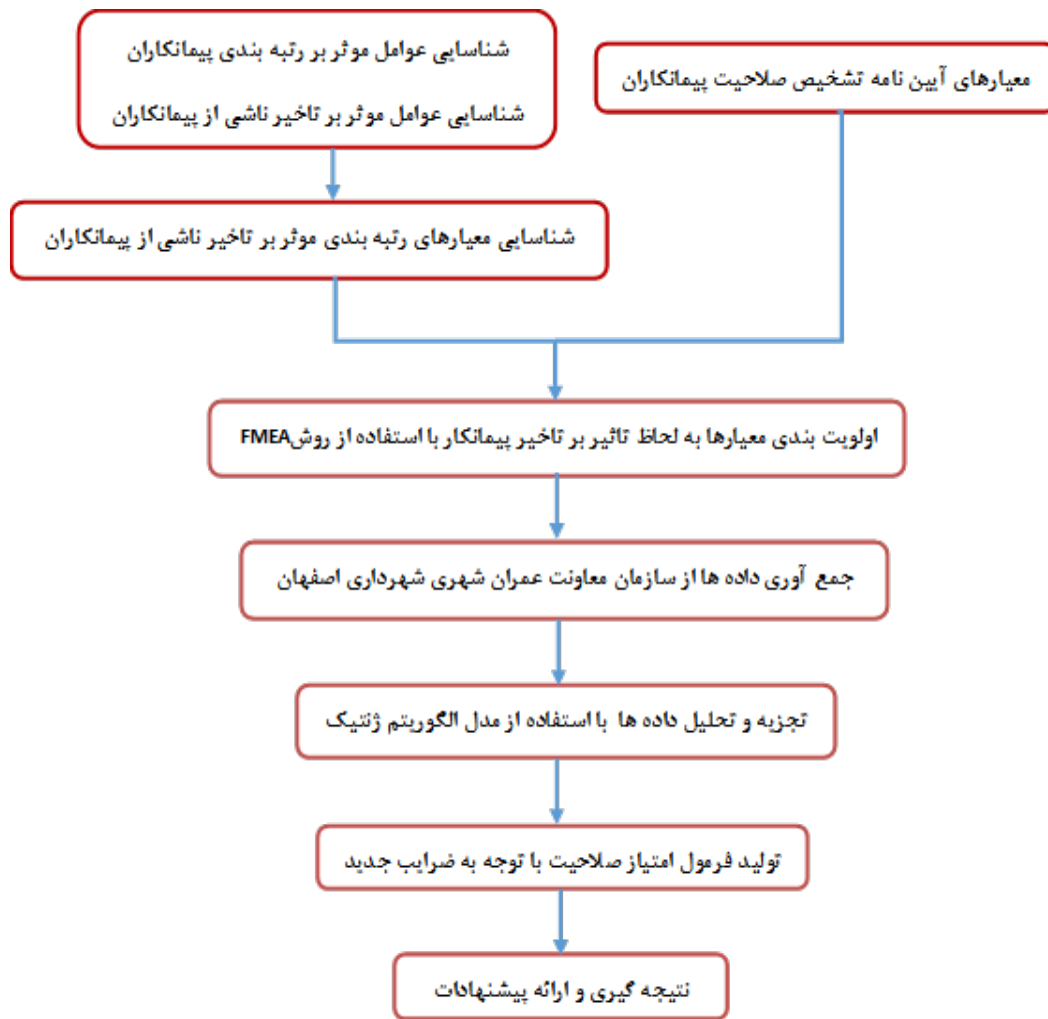 شناسایی عوامل موثر بر رتبه بندی پیمانکاران
شناسایی عوامل موثر بر تاخیر ناشی از پیمانکاران
معیارهای آیین نامه تشخیص صلاحیت پیمانکاران
شناسایی معیارهای رتبه بندی موثر بر تاخیر ناشی از پیمانکاران
اولویت بندی معیارها به لحاظ تاثیر بر تاخیر پیمانکار با استفاده از روشFMEA
جمع آوری داده ها از سازمان معاونت عمران شهری شهرداری اصفهان
تجزیه و تحلیل داده ها با استفاده از مدل الگوریتم ژنتیک
تولید فرمول امتیاز صلاحیت با توجه به ضرایب جدید
نتیجه گیری و ارائه پیشنهادات